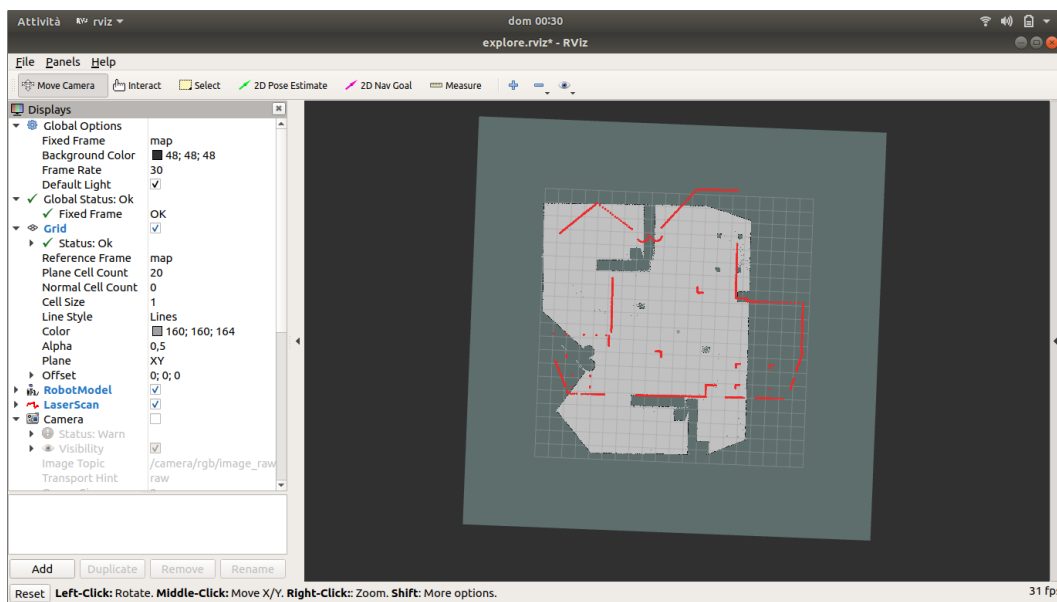 Attività RViz rviz dom 00:30
explore.rviz* - RViz
File Panels Help
Move Camera Interact Select 2D Pose Estimate 2D Nav Goal Measure
Displays
Global Options
Fixed Frame map
Background Color 48; 48; 48
Frame Rate 30
Default Light
Global Status: Ok
Fixed Frame OK
Grid
Status: Ok
Reference Frame map
Plane Cell Count 20
Normal Cell Count 0
Cell Size 1
Line Style Lines
Color 160; 160; 164
Alpha 0,5
Plane XY
Offset 0; 0; 0
RobotModel
LaserScan
Camera
Status: Warn
Visibility
Image Topic /camera/rgb/image_raw
Transport Hint raw
Add Duplicate Remove Rename
Reset Left-Click: Rotate. Middle-Click: Move X/Y. Right-Click:: Zoom. Shift: More options. 31 fp